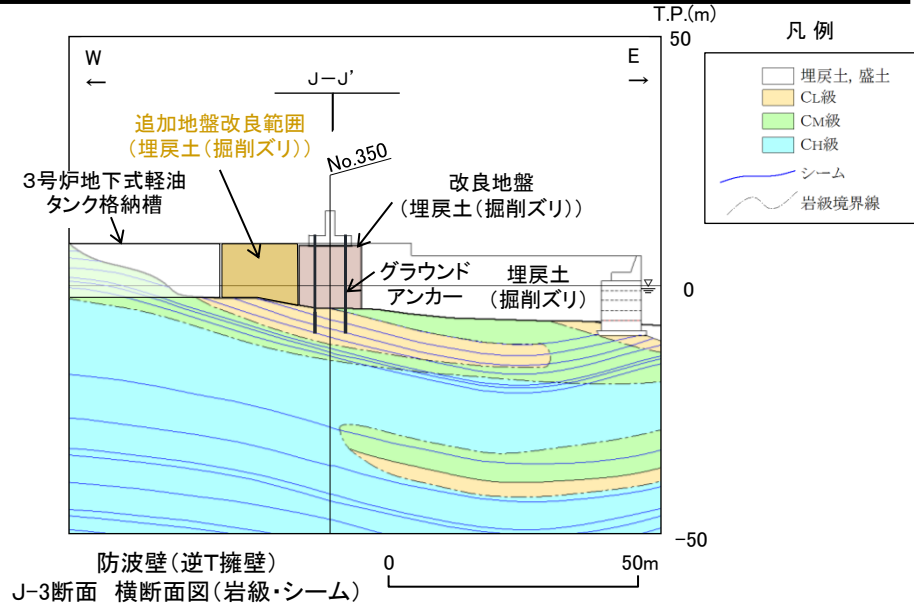 T.P.(m)
50
凡 例
W
←
E
→
J-J’
追加地盤改良範囲
(埋戻土(掘削ズリ))
No.350
3号炉地下式軽油
タンク格納槽
改良地盤
(埋戻土(掘削ズリ))
グラウンド
アンカー
埋戻土
(掘削ズリ)
0
-50
埋戻土, 盛土
CL級
CM級
CH級
シーム
岩級境界線
防波壁(逆T擁壁)
J-3断面 横断面図(岩級・シーム)
0
50m